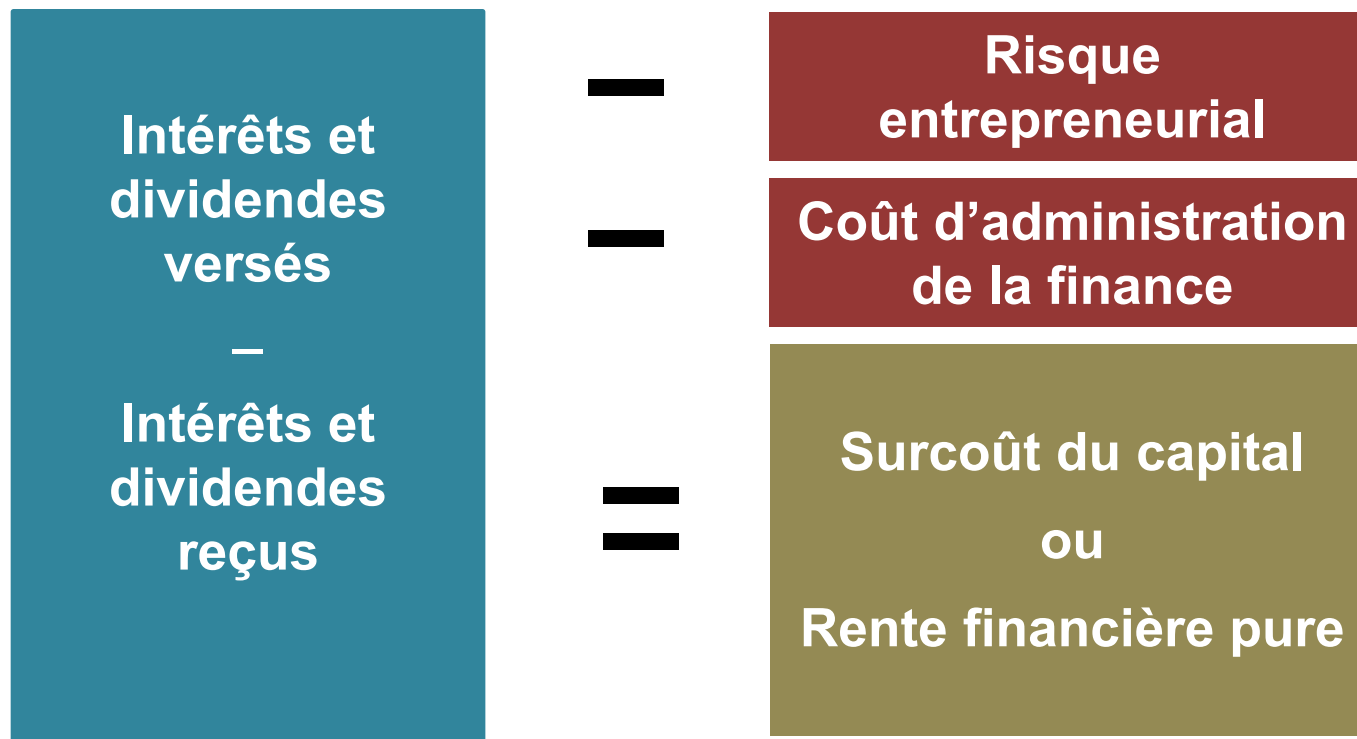 Intérêts et
dividendes
versés
–
Intérêts et
dividendes
reçus
–
Risque
entrepreneurial
–
Coût d’administration
de la finance
=
Surcoût du capital
ou
Rente financière pure